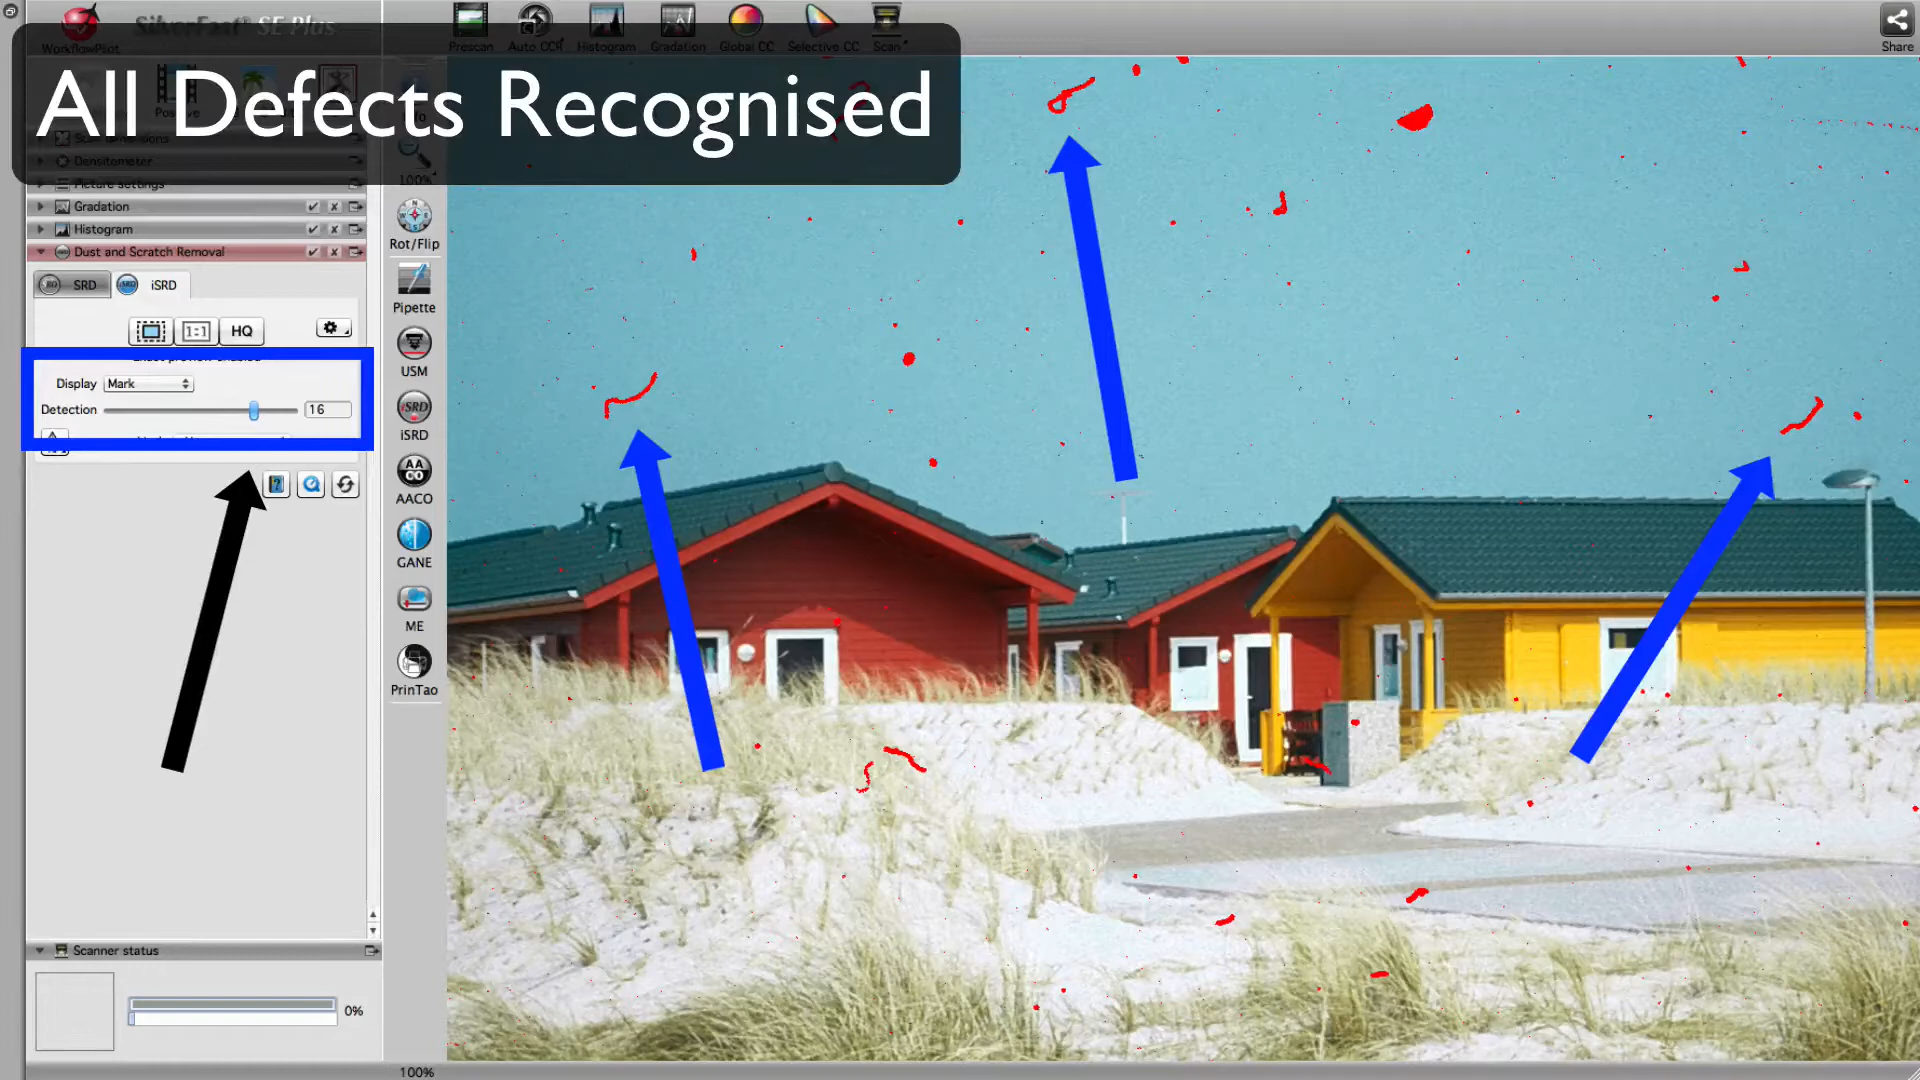 SilverFast® SE Plus
WorkflowPilot
Prescan
Auto CCR
Histogram
Gradation
Global CC
Selective CC
Scan
Share
All Defects Recognised
Densitometer
Picture settings
100%
Gradation
Histogram
Dust and Scratch Removal
SRD
iSRD
1:1
HQ
Display
Mark
Detection
16
Rot/Flip
Pipette
USM
iSRD
iSRD
AACO
AACO
GANE
ME
PrinTao
Scanner status
0%
100%